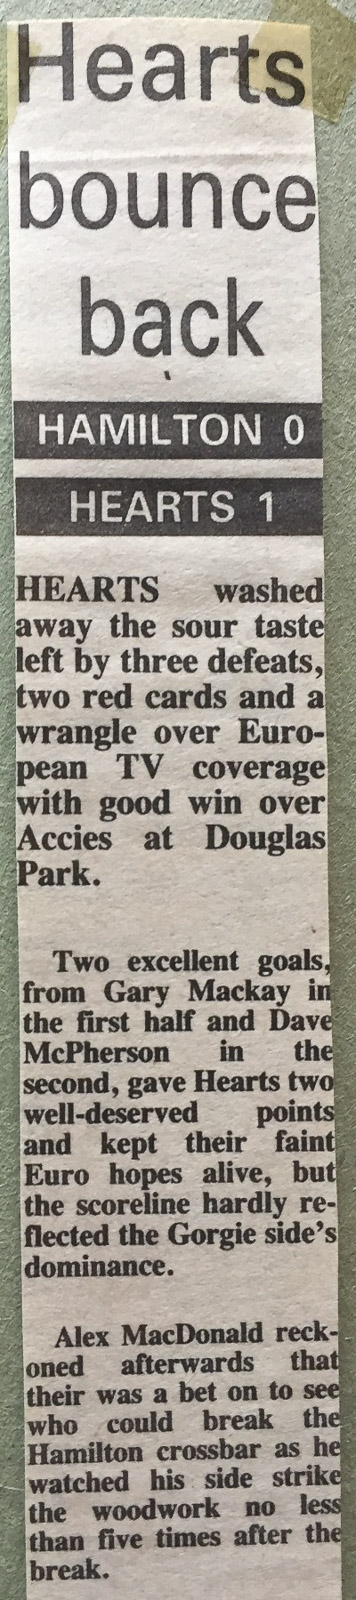 Hearts
bounce
back
HAMILTON 0
HEARTS 1
HEARTS washed
away the sour taste
left by three defeats,
two red cards and a
wrangle over Euro-
pean TV coverage
with good win over
Accies at Douglas
Park.
Two excellent goals,
from Gary Mackay in
the first half and Dave
McPherson in the
second, gave Hearts two
well-deserved points
and kept their faint
Euro hopes alive, but
the scoreline hardly re-
flected the Gorgie side's
dominance.
Alex MacDonald reck-
oned afterwards that
their was a bet on to see
who could break the
Hamilton crossbar as he
watched his side strike
the woodwork no less
than five times after the
break.